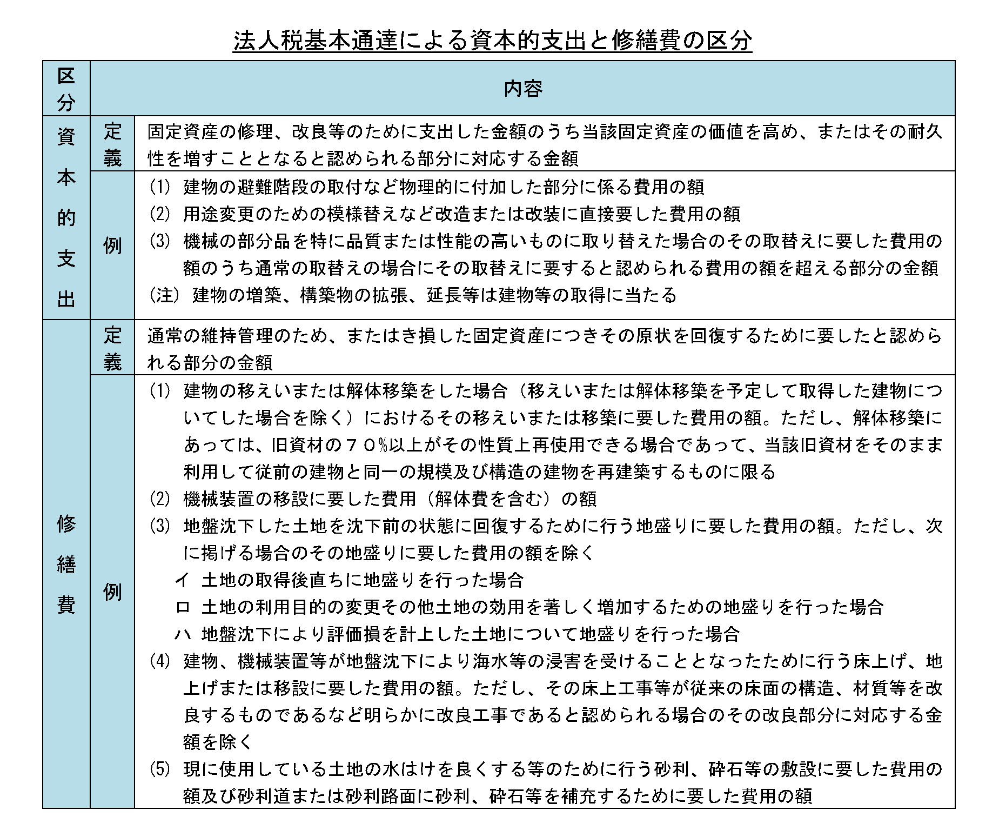 法人税基本通達による資本的支出と修繕費の区分
区分
内容
資本的支出
定義
固定資産の修理、改良等のために支出した金額のうち当該固定資産の価値を高め、またはその耐久
性を増すこととなると認められる部分に対応する金額
例
(1) 建物の避難階段の取付など物理的に付加した部分に係る費用の額
(2) 用途変更のための模様替えなど改造または改装に直接要した費用の額
(3) 機械の部分品を特に品質または性能の高いものに取り替えた場合のその取替えに要した費用の
額のうち通常の取替えの場合にその取替えに要すると認められる費用の額を超える部分の金額
(注) 建物の増築、構築物の拡張、延長等は建物等の取得に当たる
修繕費
定義
通常の維持管理のため、またはき損した固定資産につきその原状を回復するために要したと認めら
れる部分の金額
例
(1) 建物の移えいまたは解体移築をした場合（移えいまたは解体移築を予定して取得した建物につ
いてした場合を除く）におけるその移えいまたは移築に要した費用の額。ただし、解体移築に
あっては、旧資材の７０%以上がその性質上再使用できる場合であって、当該旧資材をそのまま
利用して従前の建物と同一の規模及び構造の建物を再建築するものに限る
(2) 機械装置の移設に要した費用（解体費を含む）の額
(3) 地盤沈下した土地を沈下前の状態に回復するために行う地盛りに要した費用の額。ただし、次
に掲げる場合のその地盛りに要した費用の額を除く
イ 土地の取得後直ちに地盛りを行った場合
ロ 土地の利用目的の変更その他土地の効用を著しく増加するための地盛りを行った場合
ハ 地盤沈下により評価損を計上した土地について地盛りを行った場合
(4) 建物、機械装置等が地盤沈下により海水等の浸害を受けることとなったために行う床上げ、地
上げまたは移設に要した費用の額。ただし、その床上工事等が従来の床面の構造、材質等を改
良するものであるなど明らかに改良工事であると認められる場合のその改良部分に対応する金
額を除く
(5) 現に使用している土地の水はけを良くする等のために行う砂利、砕石等の敷設に要した費用の
額及び砂利道または砂利路面に砂利、砕石等を補充するために要した費用の額